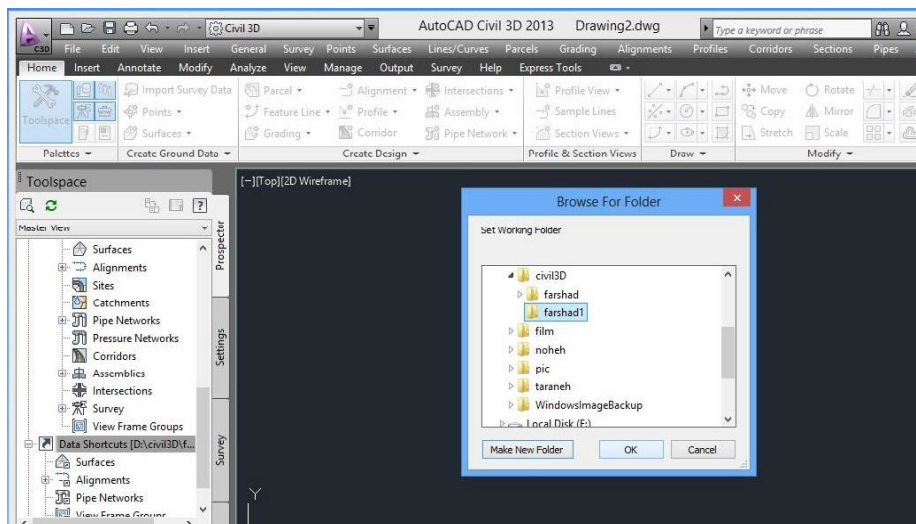 Civil 3D
AutoCAD Civil 3D 2013 Drawing2.dwg
Type a keyword or phrase
C3D File Edit View Insert General Survey Points Surfaces Lines/Curves Parcels Grading Alignments Profiles Corridors Sections Pipes
Home Insert Annotate Modify Analyze View Manage Output Survey Help Express Tools
Import Survey Data Parcel Alignment Intersections Profile View Move Rotate
Toolspace Points Feature Line Profile Assembly Sample Lines Copy Mirror
Surfaces Grading Corridor Pipe Network Section Views Stretch Scale
Palettes Create Ground Data Create Design Profile & Section Views Draw Modify
Toolspace
[-][Top][2D Wireframe]
Master View
Prospector
Settings
Survey
Surfaces
Alignments
Sites
Catchments
Pipe Networks
Pressure Networks
Corridors
Assemblies
Intersections
Survey
View Frame Groups
Data Shortcuts [D:\civil3D\f...
Surfaces
Alignments
Pipe Networks
View Frame Groups
Browse For Folder
Set Working Folder
civil3D
farshad
farshad1
film
noheh
pic
taraneh
WindowsImageBackup
Local Disk (E:)
Make New Folder OK Cancel
Y